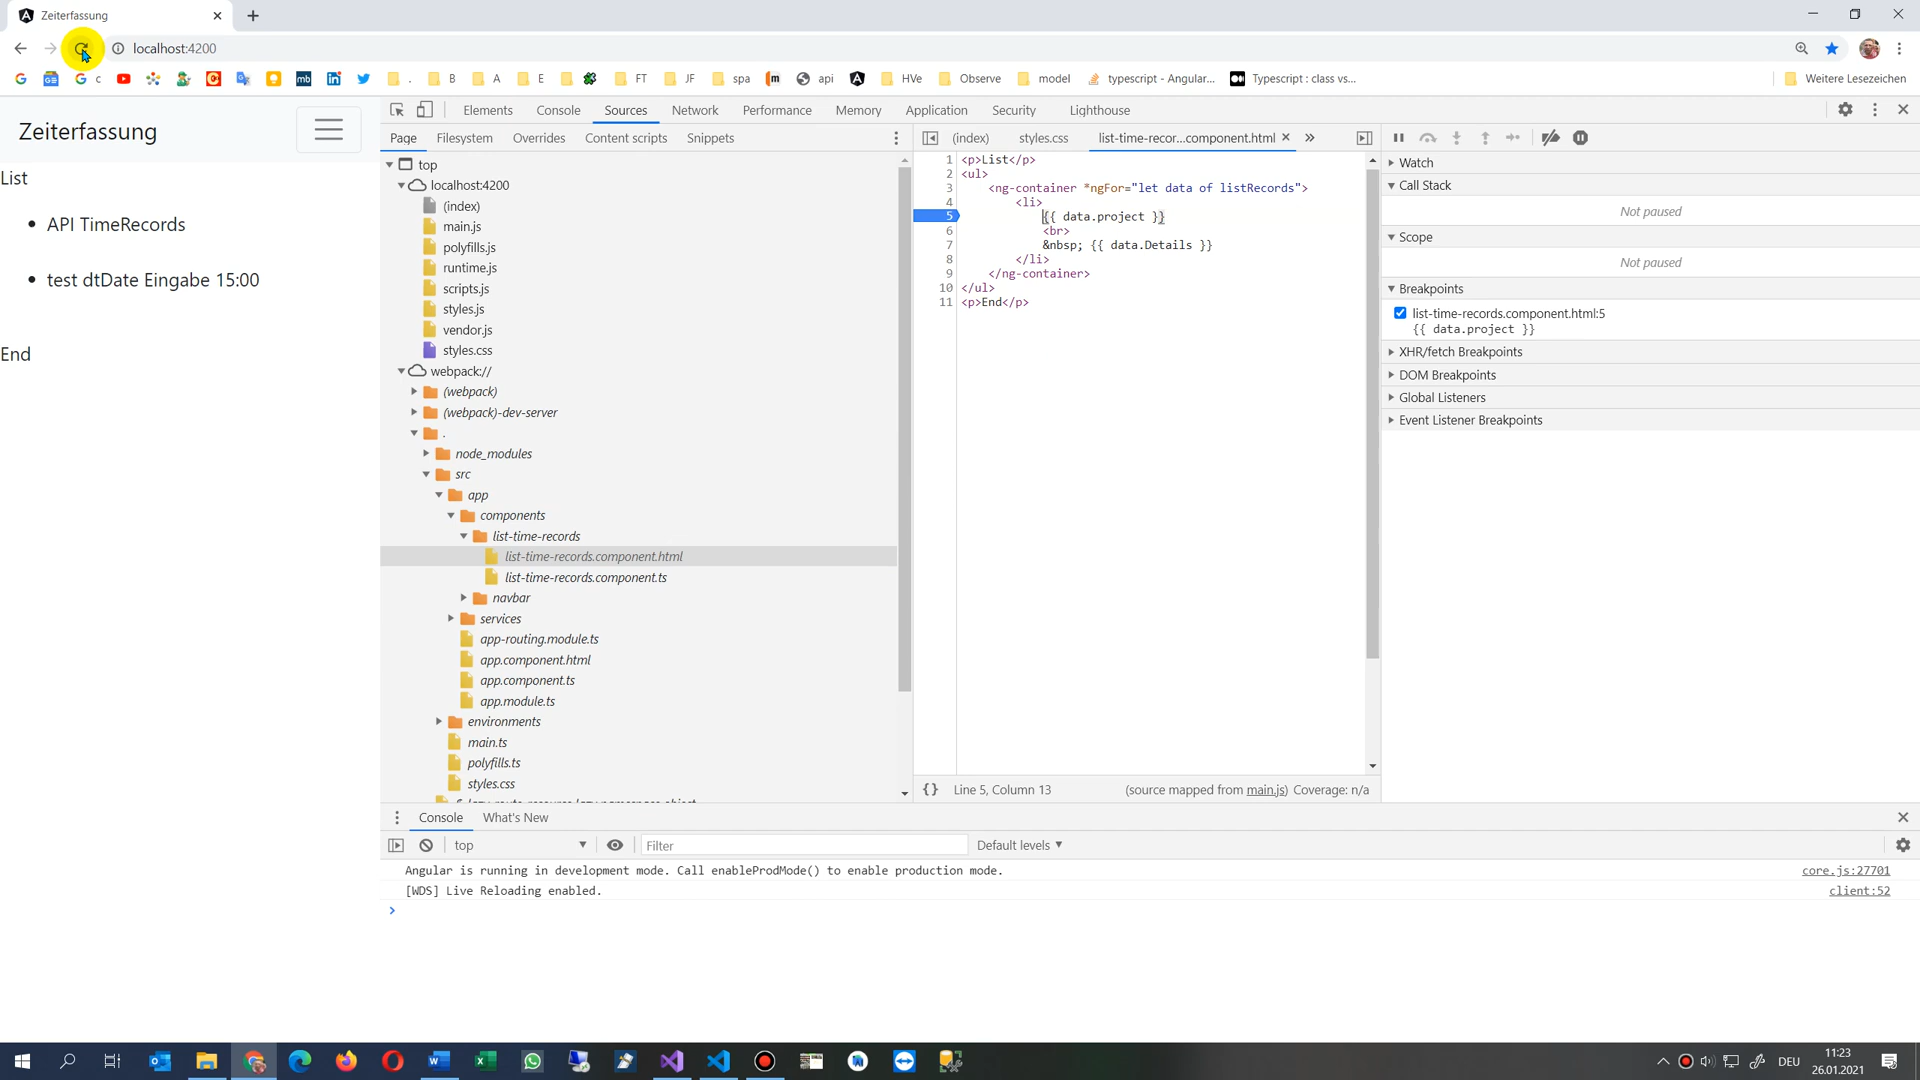 Zeiterfassung
localhost:4200
c
.
B
A
E
FT
JF
spa
api
HVe
Observe
model
typescript - Angular...
Typescript : class vs...
Weitere Lesezeichen
Zeiterfassung
List
API TimeRecords
test dtDate Eingabe 15:00
End
Elements
Console
Sources
Network
Performance
Memory
Application
Security
Lighthouse
Page
Filesystem
Overrides
Content scripts
Snippets
top
localhost:4200
(index)
main.js
polyfills.js
runtime.js
scripts.js
styles.js
vendor.js
styles.css
webpack://
(webpack)
(webpack)-dev-server
.
node_modules
src
app
components
list-time-records
list-time-records.component.html
list-time-records.component.ts
navbar
services
app-routing.module.ts
app.component.html
app.component.ts
app.module.ts
environments
main.ts
polyfills.ts
styles.css
(index)
styles.css
list-time-recor...component.html
1 <p>List</p>
2 <ul>
3 <ng-container *ngFor="let data of listRecords">
4 <li>
5 {{ data.project }}
6 <br>
7 &nbsp; {{ data.Details }}
8 </li>
9 </ng-container>
10 </ul>
11 <p>End</p>
{} Line 5, Column 13
(source mapped from main.js) Coverage: n/a
Watch
Call Stack
Not paused
Scope
Not paused
Breakpoints
list-time-records.component.html:5
{{ data.project }}
XHR/fetch Breakpoints
DOM Breakpoints
Global Listeners
Event Listener Breakpoints
Console
What's New
top
Filter
Default levels
Angular is running in development mode. Call enableProdMode() to enable production mode.
core.js:27701
[WDS] Live Reloading enabled.
client:52
DEU
11:23
26.01.2021